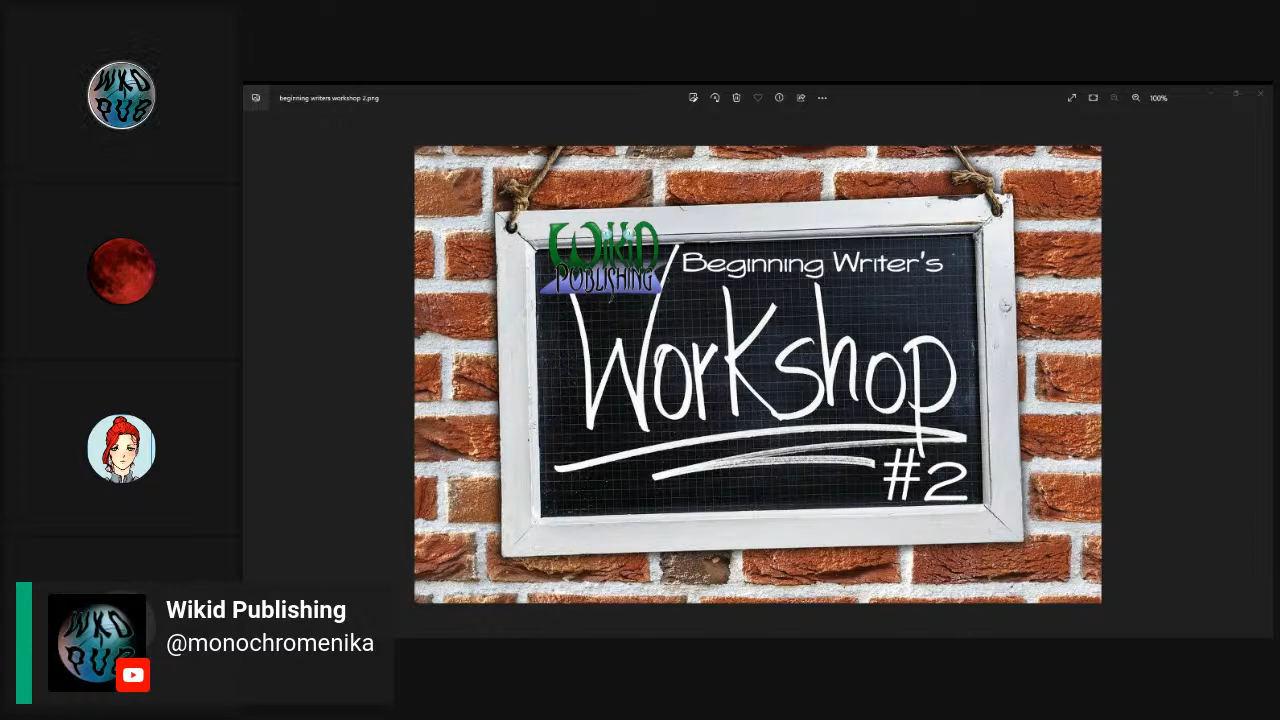 WKD
PUB
beginning writers workshop 2.png
100%
WikiD
Publishing
Beginning Writer's
Workshop
#2
WKD
PUB
Wikid Publishing
@monochromenika